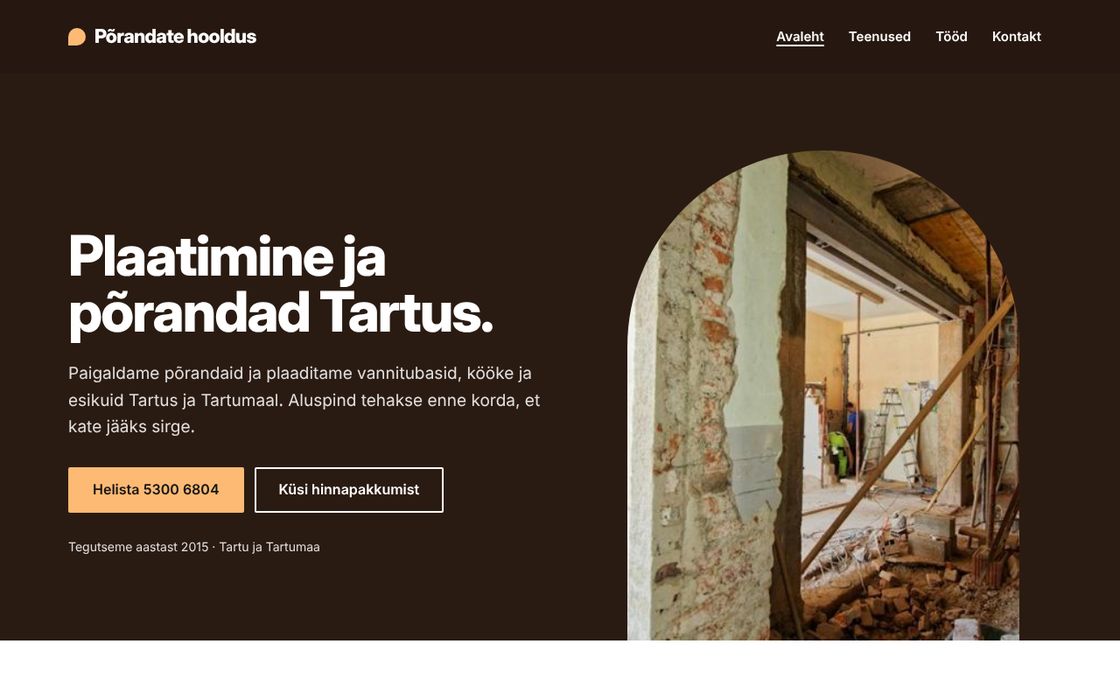 Põrandate hooldus
Avaleht
Teenused
Tööd
Kontakt
Plaatimine ja
põrandad Tartus.
Paigaldame põrandaid ja plaaditame vannitubasid, kööke ja
esikuid Tartus ja Tartumaal. Aluspind tehakse enne korda, et
kate jääks sirge.
Helista 5300 6804
Küsi hinnapakkumist
Tegutseme aastast 2015 · Tartu ja Tartumaa